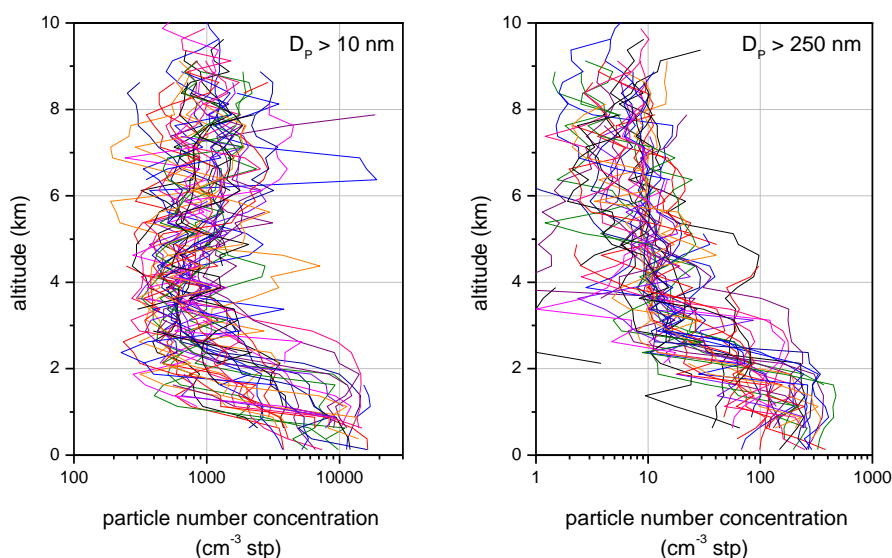 D_P > 10 nm
10
8
6
4
2
0
altitude (km)
100
1000
10000
particle number concentration
(cm⁻³ stp)
D_P > 250 nm
10
8
6
4
2
0
altitude (km)
1
10
100
1000
particle number concentration
(cm⁻³ stp)